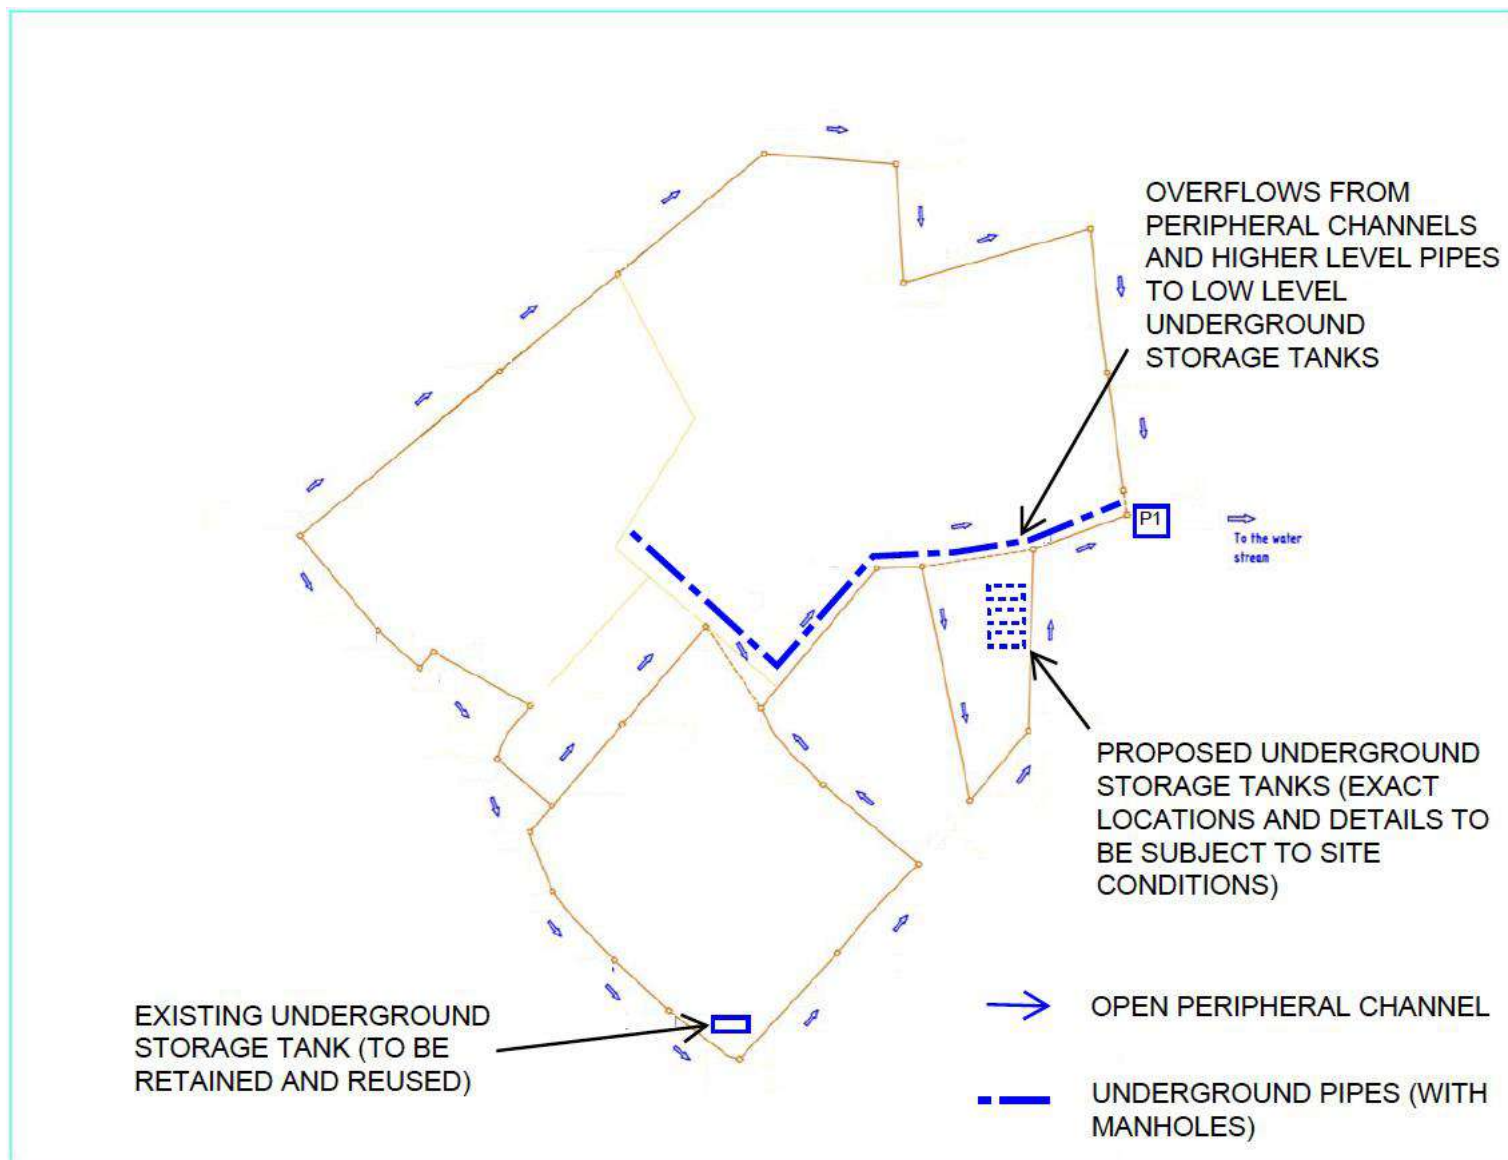 OVERFLOWS FROM
PERIPHERAL CHANNELS
AND HIGHER LEVEL PIPES
TO LOW LEVEL
UNDERGROUND
STORAGE TANKS
P1
To the water
stream
PROPOSED UNDERGROUND
STORAGE TANKS (EXACT
LOCATIONS AND DETAILS TO
BE SUBJECT TO SITE
CONDITIONS)
EXISTING UNDERGROUND
STORAGE TANK (TO BE
RETAINED AND REUSED)
OPEN PERIPHERAL CHANNEL
UNDERGROUND PIPES (WITH
MANHOLES)